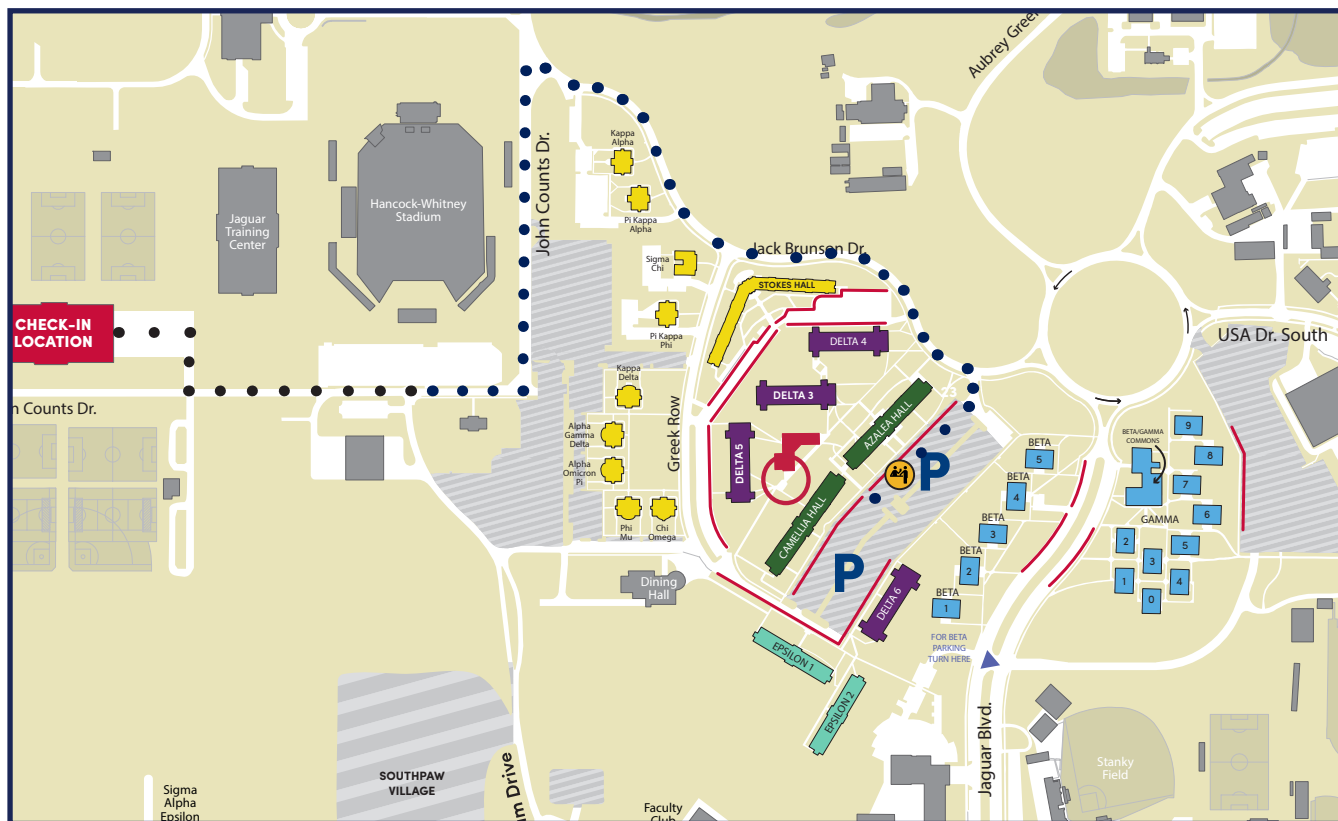 Aubrey Green
Kappa
Alpha
Pi Kappa
Alpha
Hancock-Whitney
Stadium
Jaguar
Training
Center
John Counts Dr.
Jack Brunson Dr.
Sigma
Chi
STOKES HALL
CHECK-IN
LOCATION
Pi Kappa
Phi
DELTA 4
USA Dr. South
Kappa
Delta
DELTA 3
23
n Counts Dr.
Alpha
Gamma
Delta
Greek Row
DELTA 5
AZALEA HALL
P
BETA
5
BETA/GAMMA
COMMONS
9
8
Alpha
Omicron
Pi
BETA
4
7
Phi
Mu
Chi
Omega
CAMELLIA HALL
BETA
3
GAMMA
6
2
5
P
BETA
2
3
Dining
Hall
1
4
0
DELTA 6
BETA
1
FOR BETA
PARKING
TURN HERE
EPSILON 1
EPSILON 2
Jaguar Blvd.
SOUTHPAW
VILLAGE
um Drive
Stanky
Field
Sigma
Alpha
Epsilon
Faculty
Club